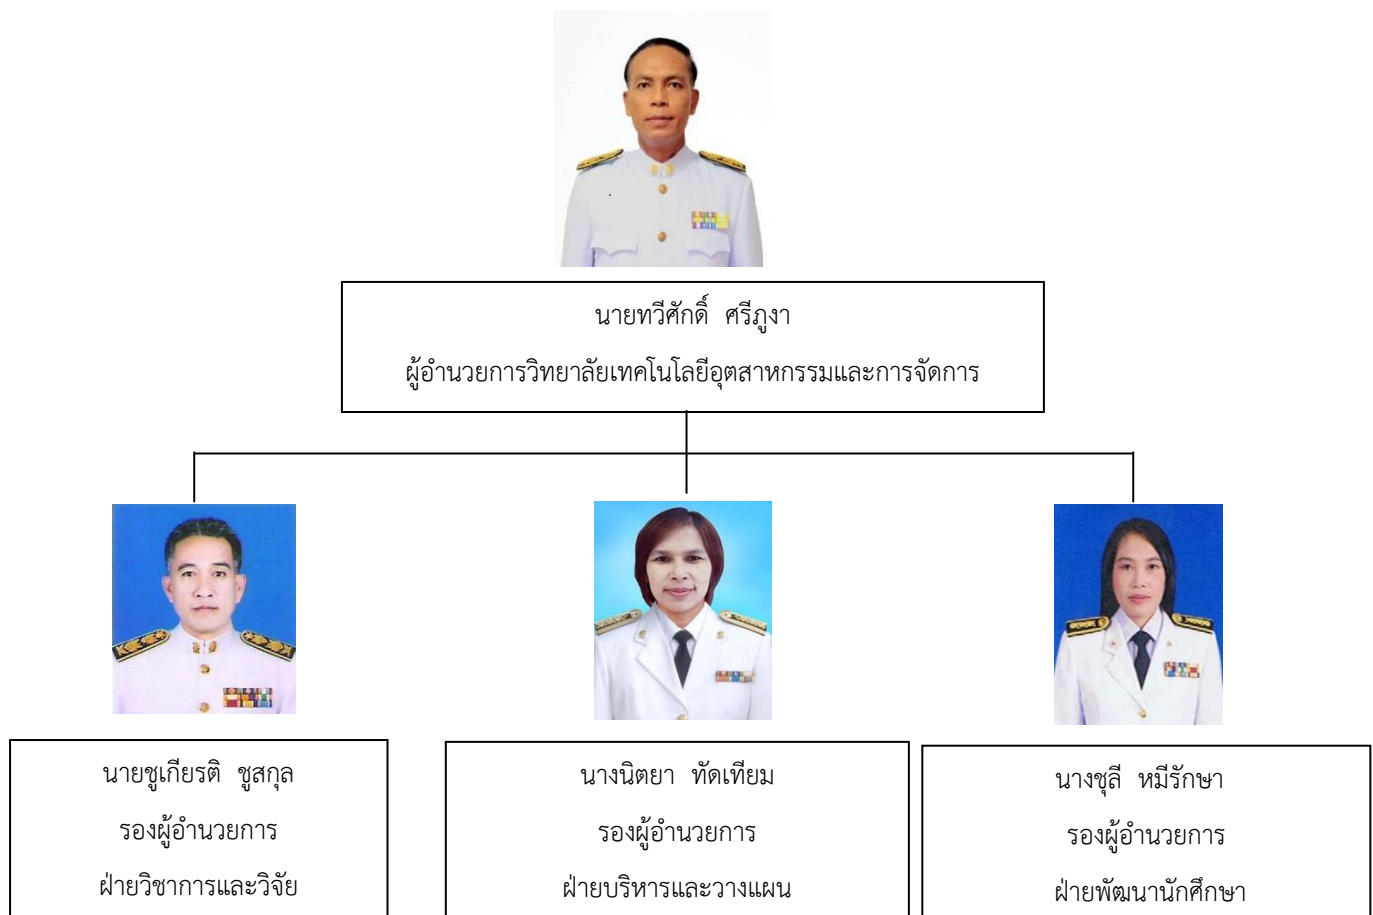 นายทวีศักดิ์ ศรีภูงา
ผู้อำนวยการวิทยาลัยเทคโนโลยีอุตสาหกรรมและการจัดการ
นายชูเกียรติ ชูสกุล
รองผู้อำนวยการ
ฝ่ายวิชาการและวิจัย
นางนิตยา ทัดเทียม
รองผู้อำนวยการ
ฝ่ายบริหารและวางแผน
นางชุลี หมีรักษา
รองผู้อำนวยการ
ฝ่ายพัฒนานักศึกษา